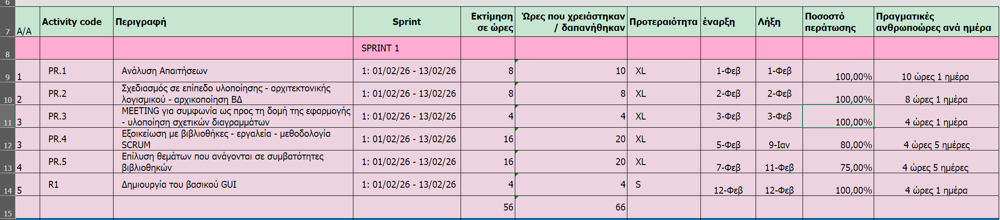 6
7 Α/Α Activity code Περιγραφή Sprint Εκτίμηση σε ώρες Ώρες που χρειάστηκαν / δαπανήθηκαν Προτεραιότητα έναρξη Λήξη Ποσοστό περάτωσης Πραγματικές ανθρωποώρες ανά ημέρα
8 SPRINT 1
9 1 PR.1 Ανάλυση Απαιτήσεων 1: 01/02/26 - 13/02/26 8 10 XL 1-Φεβ 1-Φεβ 100,00% 10 ώρες 1 ημέρα
10 2 PR.2 Σχεδιασμός σε επίπεδο υλοποίησης - αρχιτεκτονικής λογισμικού - αρχικοποίηση ΒΔ 1: 01/02/26 - 13/02/26 8 8 XL 2-Φεβ 2-Φεβ 100,00% 8 ώρες 1 ημέρα
11 3 PR.3 MEETING για συμφωνία ως προς τη δομή της εφαρμογής - υλοποίηση σχετικών διαγραμμάτων 1: 01/02/26 - 13/02/26 4 4 XL 3-Φεβ 3-Φεβ 100,00% 4 ώρες 1 ημέρα
12 3 PR.4 Εξοικείωση με βιβλιοθήκες - εργαλεία - μεθοδολογία SCRUM 1: 01/02/26 - 13/02/26 16 20 XL 5-Φεβ 9-Ιαν 80,00% 4 ώρες 5 ημέρες
13 4 PR.5 Επίλυση θεμάτων που ανάγονται σε συμβατότητες βιβλιοθηκών 1: 01/02/26 - 13/02/26 16 20 XL 7-Φεβ 11-Φεβ 75,00% 4 ώρες 5 ημέρες
14 5 R1 Δημιουργία του βασικού GUI 1: 01/02/26 - 13/02/26 4 4 S 12-Φεβ 12-Φεβ 100,00% 4 ώρες 1 ημέρα
15 56 66